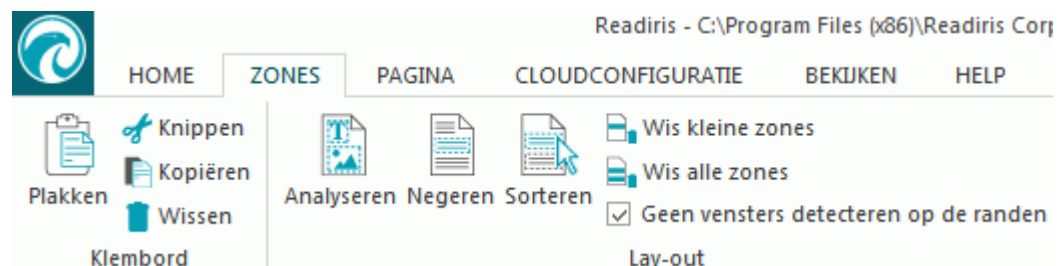 Readiris - C:\Program Files (x86)\Readiris Corp
HOME ZONES PAGINA CLOUDCONFIGURATIE BEKIJKEN HELP
Plakken
Knippen
Kopiëren
Wissen
Klembord
Analyseren Negeren Sorteren
Wis kleine zones
Wis alle zones
Geen vensters detecteren op de randen
Lay-out